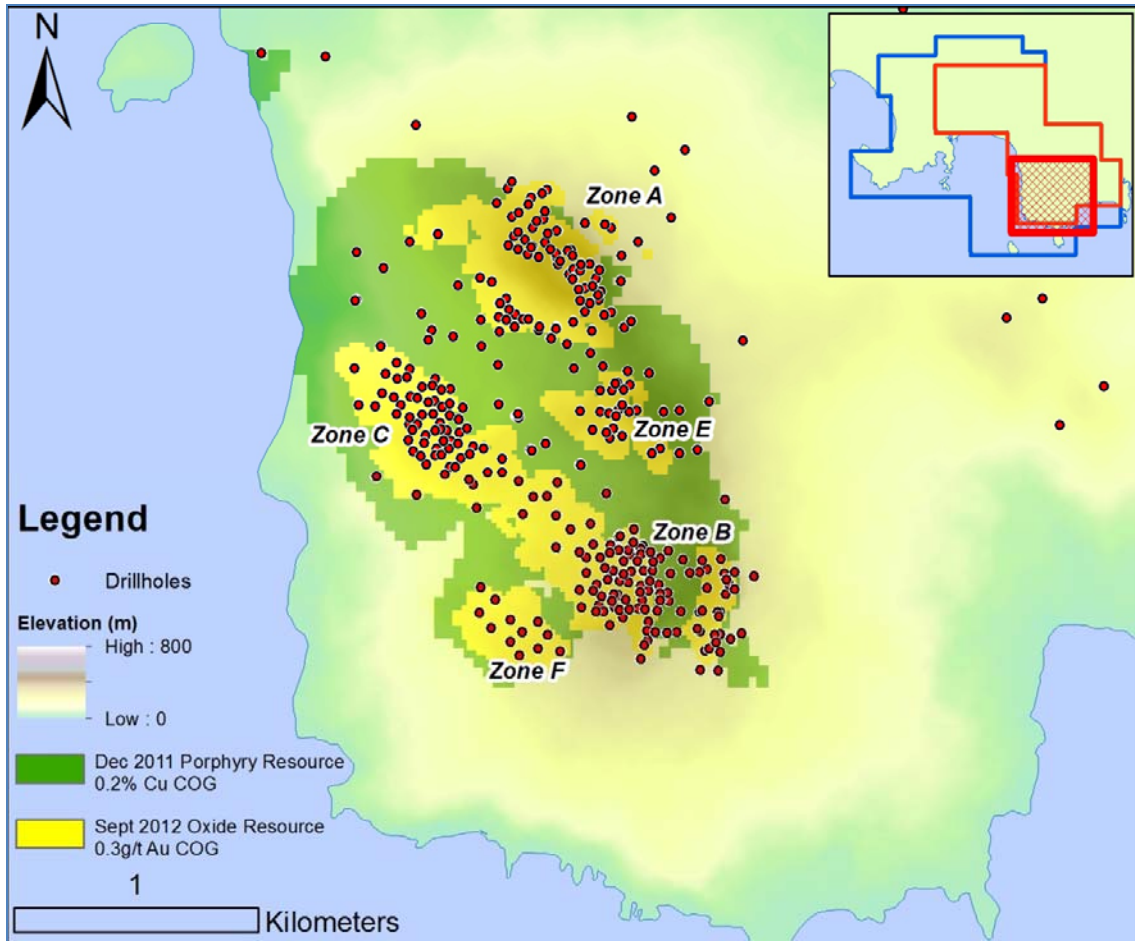 N
Zone A
Zone C
Zone E
Zone B
Zone F
Legend
Drillholes
Elevation (m)
High : 800
Low : 0
Dec 2011 Porphyry Resource
0.2% Cu COG
Sept 2012 Oxide Resource
0.3g/t Au COG
1
Kilometers